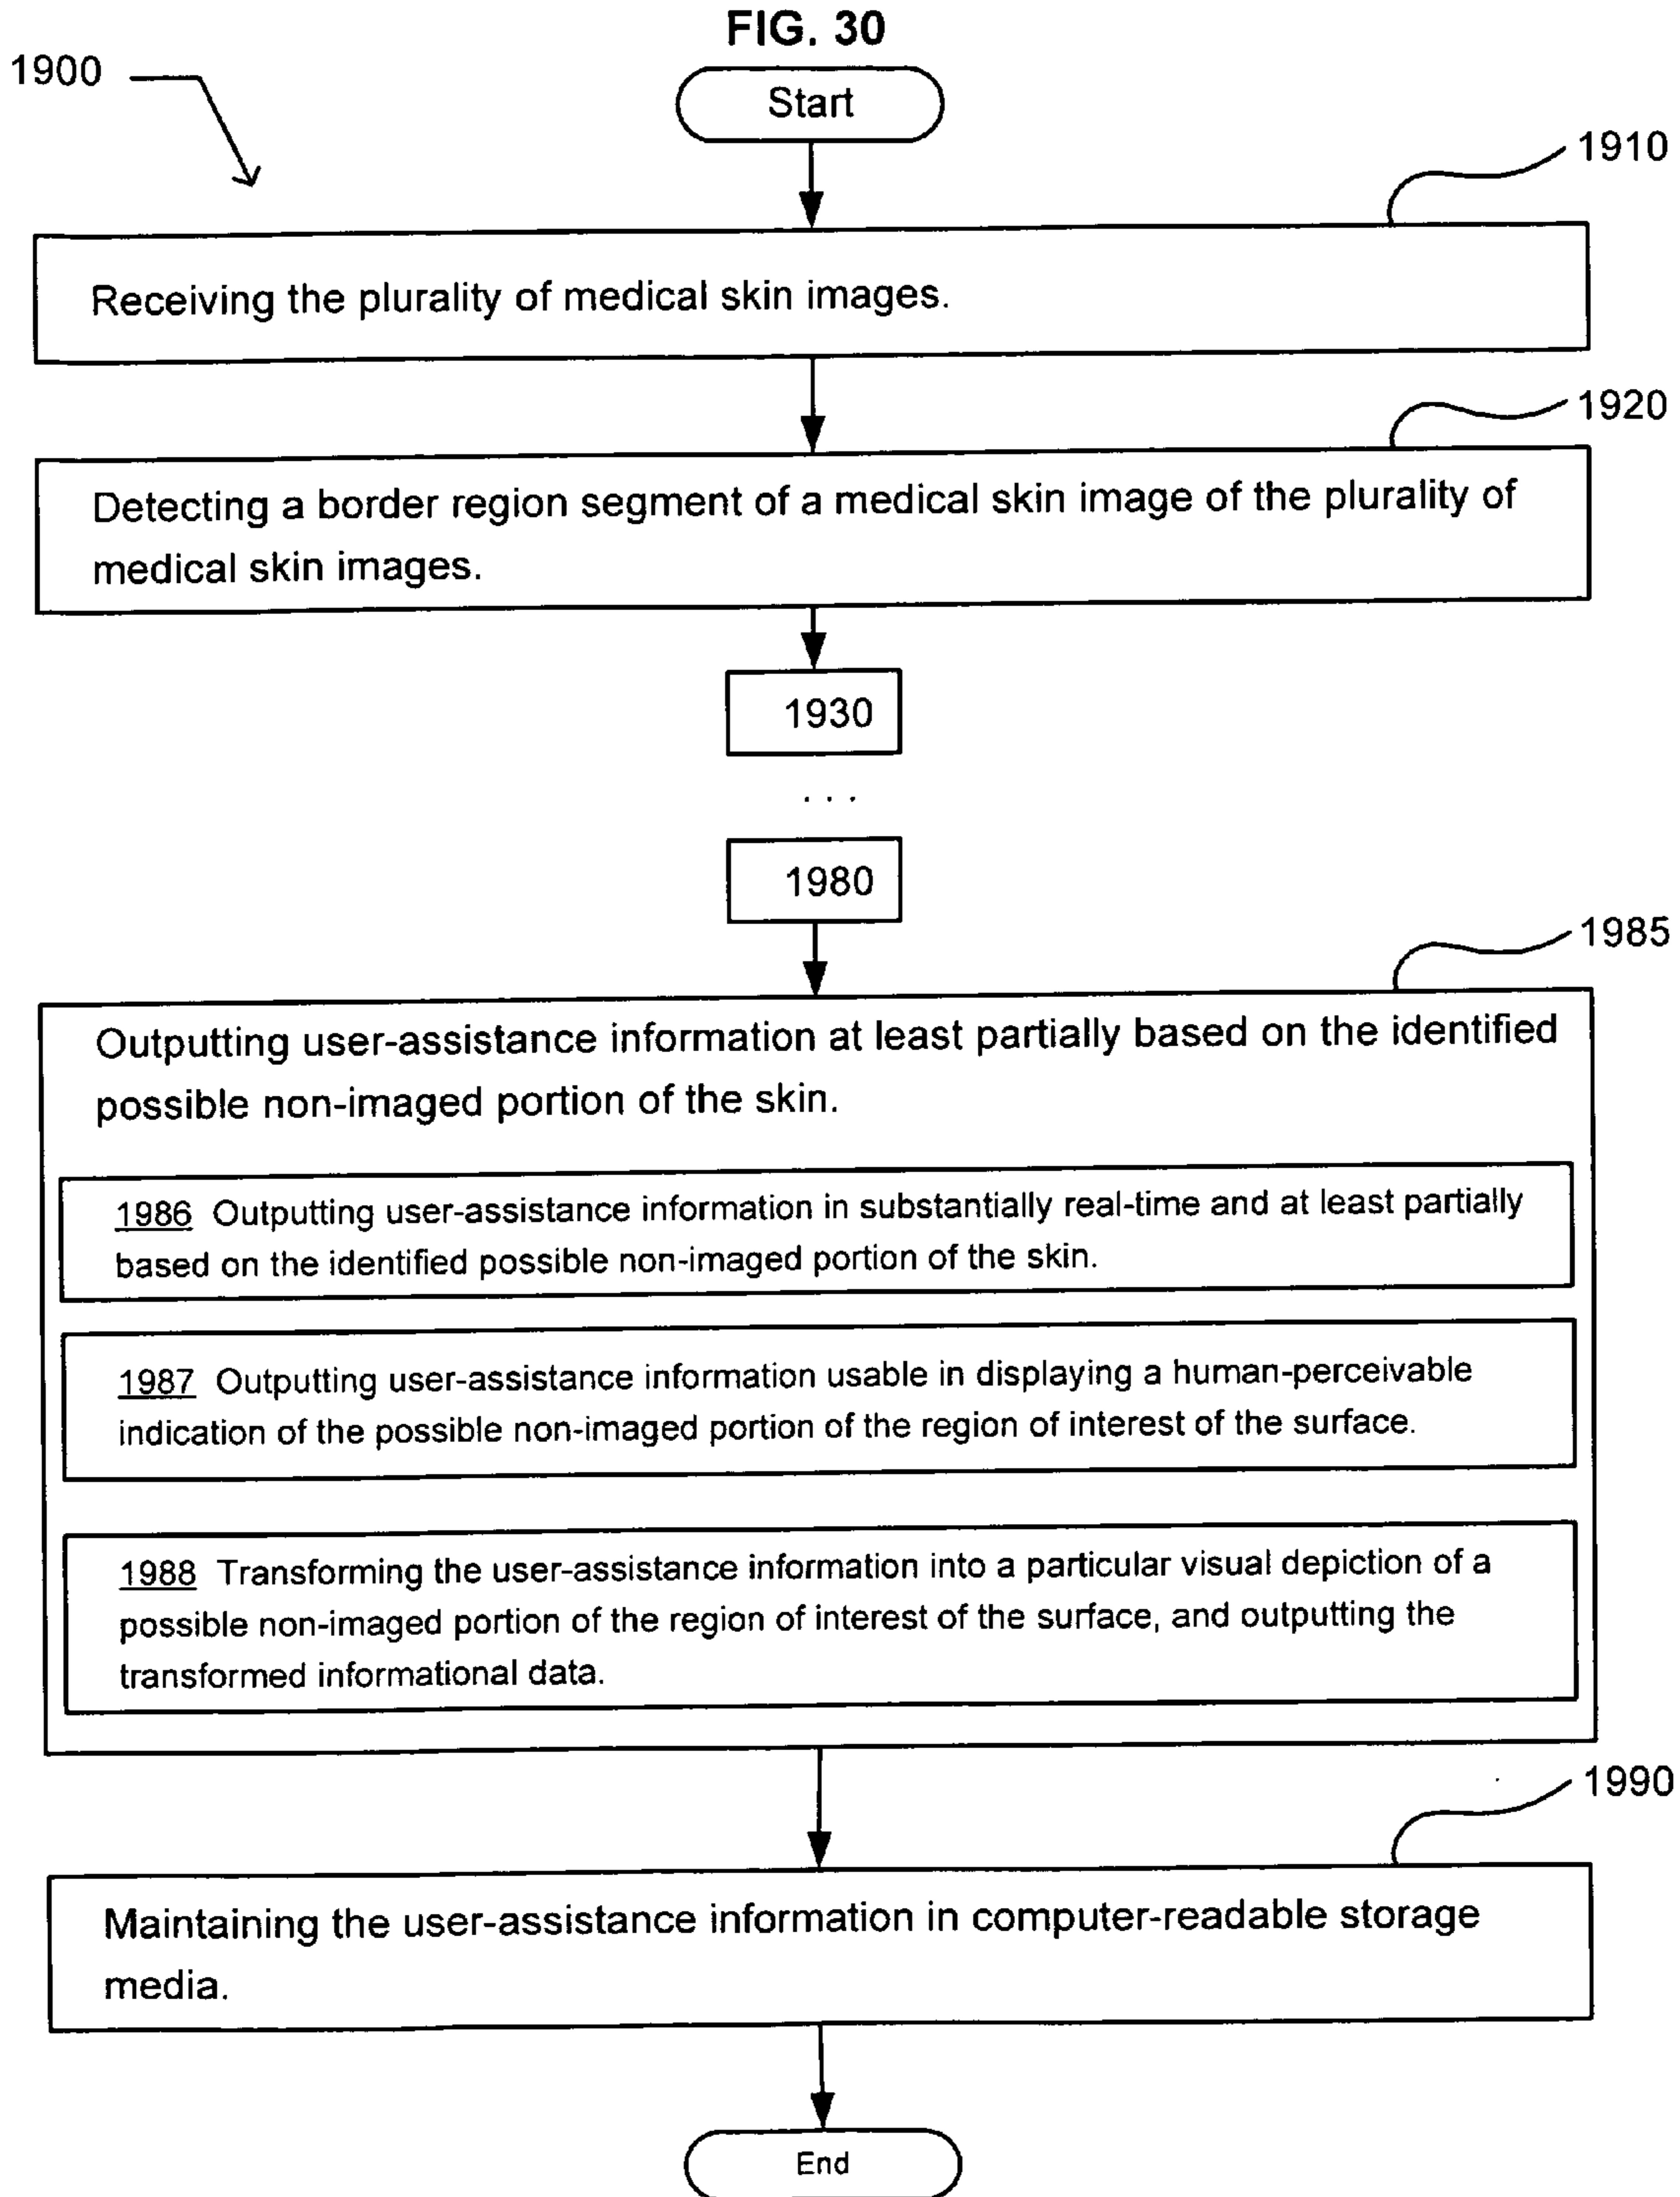 FIG. 30
1900
Start
1910
Receiving the plurality of medical skin images.
1920
Detecting a border region segment of a medical skin image of the plurality of
medical skin images.
1930
. . .
1980
1985
Outputting user-assistance information at least partially based on the identified
possible non-imaged portion of the skin.
1986 Outputting user-assistance information in substantially real-time and at least partially
based on the identified possible non-imaged portion of the skin.
1987 Outputting user-assistance information usable in displaying a human-perceivable
indication of the possible non-imaged portion of the region of interest of the surface.
1988 Transforming the user-assistance information into a particular visual depiction of a
possible non-imaged portion of the region of interest of the surface, and outputting the
transformed informational data.
1990
Maintaining the user-assistance information in computer-readable storage
media.
End